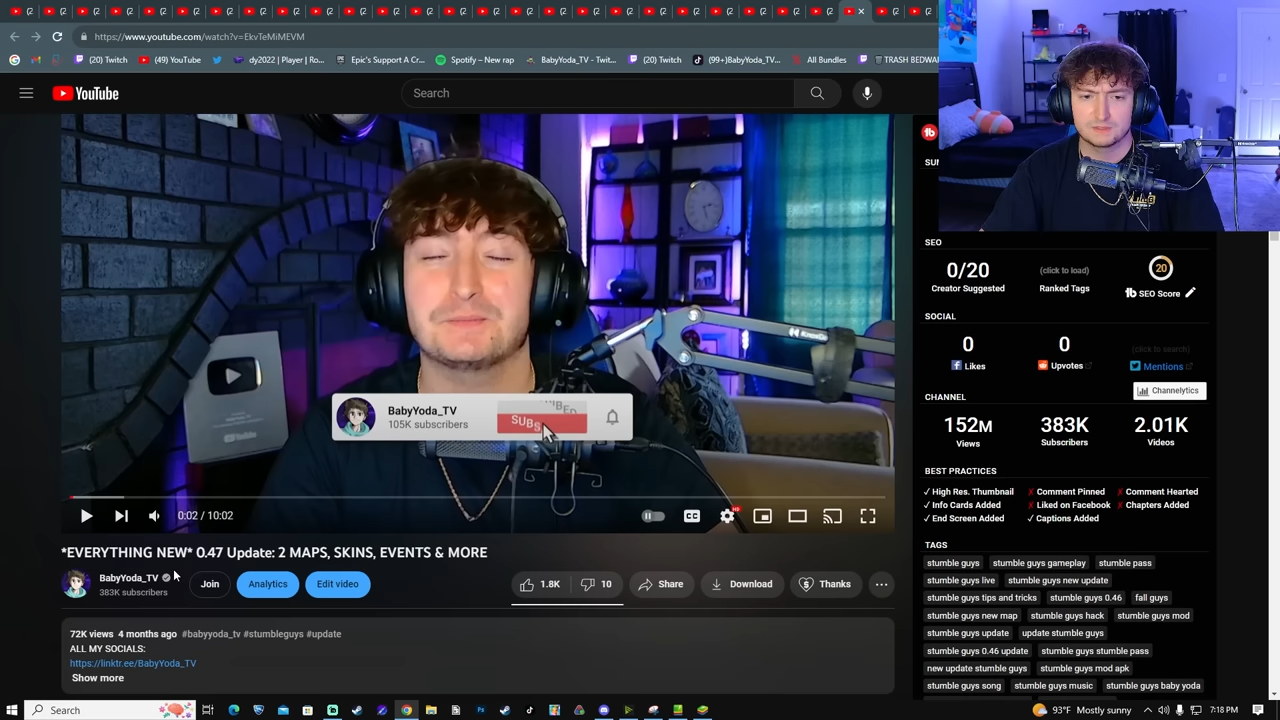 https://www.youtube.com/watch?v=EkvTeMiMEVM
(20) Twitch
(49) YouTube
dy2022 | Player | Ro...
Epic's Support A Cr...
Spotify – New rap
BabyYoda_TV - Twit...
(20) Twitch
(99+)BabyYoda_TV...
All Bundles
TRASH BEDWA
YouTube
Search
BabyYoda_TV
105K subscribers
SUBS
0:02 / 10:02
CC
HD
*EVERYTHING NEW* 0.47 Update: 2 MAPS, SKINS, EVENTS & MORE
BabyYoda_TV
383K subscribers
Join
Analytics
Edit video
1.8K
10
Share
Download
Thanks
72K views 4 months ago #babyyoda_tv #stumbleguys #update
ALL MY SOCIALS:
https://linktr.ee/BabyYoda_TV
Show more
SEO
0/20
Creator Suggested
(click to load)
Ranked Tags
20
SEO Score
SOCIAL
0
Likes
0
Upvotes
(click to search)
Mentions
Channelytics
CHANNEL
152M
Views
383K
Subscribers
2.01K
Videos
BEST PRACTICES
✓ High Res. Thumbnail
✗ Comment Pinned
✗ Comment Hearted
✓ Info Cards Added
✗ Liked on Facebook
✗ Chapters Added
✓ End Screen Added
✓ Captions Added
TAGS
stumble guys
stumble guys gameplay
stumble pass
stumble guys live
stumble guys new update
stumble guys tips and tricks
stumble guys 0.46
fall guys
stumble guys new map
stumble guys hack
stumble guys mod
stumble guys update
update stumble guys
stumble guys 0.46 update
stumble guys stumble pass
new update stumble guys
stumble guys mod apk
stumble guys song
stumble guys music
stumble guys baby yoda
Search
93°F Mostly sunny
7:18 PM